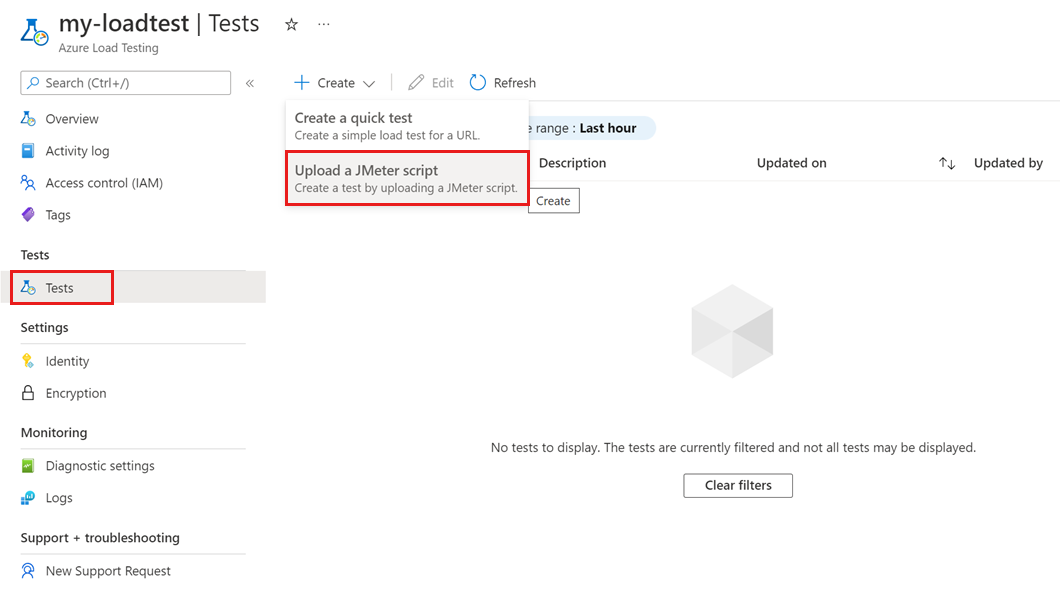 my-loadtest | Tests
Azure Load Testing
Search (Ctrl+/)
Overview
Activity log
Access control (IAM)
Tags
Tests
Tests
Settings
Identity
Encryption
Monitoring
Diagnostic settings
Logs
Support + troubleshooting
New Support Request
Create
Edit
Refresh
Create a quick test
Create a simple load test for a URL.
Upload a JMeter script
Create a test by uploading a JMeter script.
e range : Last hour
Description
Updated on
Updated by
Create
No tests to display. The tests are currently filtered and not all tests may be displayed.
Clear filters